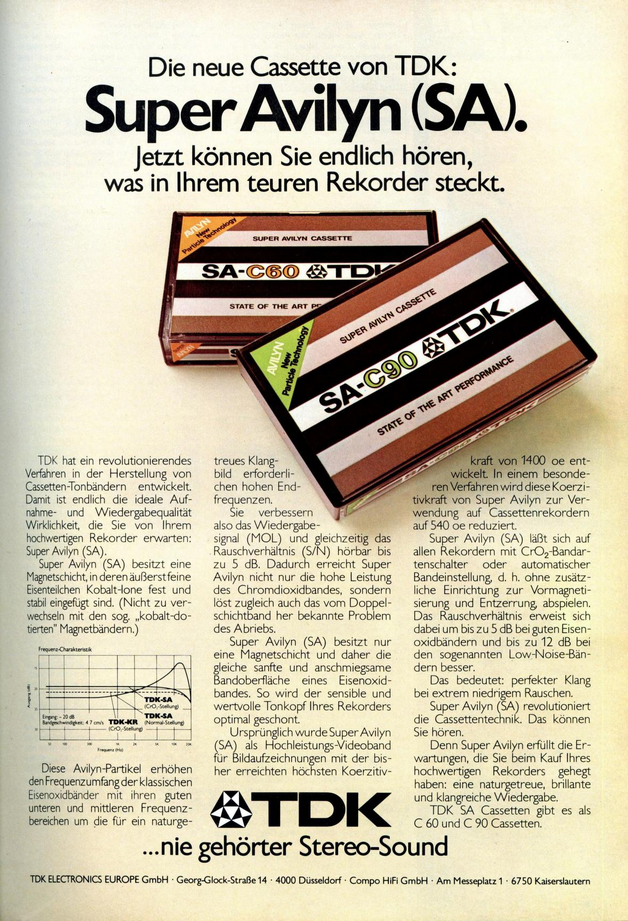 Die neue Cassette von TDK:
Super Avilyn (SA).
Jetzt können Sie endlich hören,
was in Ihrem teuren Rekorder steckt.
AVILYN
New
Particle Technology
SUPER AVILYN CASSETTE
SA-C60 TDK
STATE OF THE ART
AVILYN
New
Particle Technology
SUPER AVILYN CASSETTE
SA-C90 TDK
STATE OF THE ART PERFORMANCE
TDK hat ein revolutionierendes
Verfahren in der Herstellung von
Cassetten-Tonbändern entwickelt.
Damit ist endlich die ideale Auf-
nahme- und Wiedergabequalität
Wirklichkeit, die Sie von Ihrem
hochwertigen Rekorder erwarten:
Super Avilyn (SA).
Super Avilyn (SA) besitzt eine
Magnetschicht, in deren äußerst feine
Eisenteilchen Kobalt-Ione fest und
stabil eingefügt sind. (Nicht zu ver-
wechseln mit den sog. „kobalt-do-
tierten" Magnetbändern.)
Frequenz-Charakteristik
Ausgang (dB)
TDK-SA
(CrO₂-Stellung)
Eingang: - 20 dB
Bandgeschwindigkeit: 4.7 cm/s
TDK-KR
(CrO₂-Stellung)
TDK-SA
(Normal-Stellung)
Frequenz (Hz)
Diese Avilyn-Partikel erhöhen
den Frequenzumfang der klassischen
Eisenoxidbänder mit ihren guten
unteren und mittleren Frequenz-
bereichen um die für ein naturge-
treues Klang-
bild erforderli-
chen hohen End-
frequenzen.
Sie verbessern
also das Wiedergabe-
signal (MOL) und gleichzeitig das
Rauschverhältnis (S/N) hörbar bis
zu 5 dB. Dadurch erreicht Super
Avilyn nicht nur die hohe Leistung
des Chromdioxidbandes, sondern
löst zugleich auch das vom Doppel-
schichtband her bekannte Problem
des Abriebs.
Super Avilyn (SA) besitzt nur
eine Magnetschicht und daher die
gleiche sanfte und anschmiegsame
Bandoberfläche eines Eisenoxid-
bandes. So wird der sensible und
wertvolle Tonkopf Ihres Rekorders
optimal geschont.
Ursprünglich wurde Super Avilyn
(SA) als Hochleistungs-Videoband
für Bildaufzeichnungen mit der bis-
her erreichten höchsten Koerzitiv-
kraft von 1400 oe ent-
wickelt. In einem besonde-
ren Verfahren wird diese Koerzi-
tivkraft von Super Avilyn zur Ver-
wendung auf Cassettenrekordern
auf 540 oe reduziert.
Super Avilyn (SA) läßt sich auf
allen Rekordern mit CrO₂-Bandar-
tenschalter oder automatischer
Bandeinstellung, d. h. ohne zusätz-
liche Einrichtung zur Vormagneti-
sierung und Entzerrung, abspielen.
Das Rauschverhältnis erweist sich
dabei um bis zu 5 dB bei guten Eisen-
oxidbändern und bis zu 12 dB bei
den sogenannten Low-Noise-Bän-
dern besser.
Das bedeutet: perfekter Klang
bei extrem niedrigem Rauschen.
Super Avilyn (SA) revolutioniert
die Cassettentechnik. Das können
Sie hören.
Denn Super Avilyn erfüllt die Er-
wartungen, die Sie beim Kauf Ihres
hochwertigen Rekorders gehegt
haben: eine naturgetreue, brillante
und klangreiche Wiedergabe.
TDK SA Cassetten gibt es als
C 60 und C 90 Cassetten.
TDK
...nie gehörter Stereo-Sound
TDK ELECTRONICS EUROPE GmbH · Georg-Glock-Straße 14 · 4000 Düsseldorf · Compo HiFi GmbH · Am Messeplatz 1 · 6750 Kaiserslautern